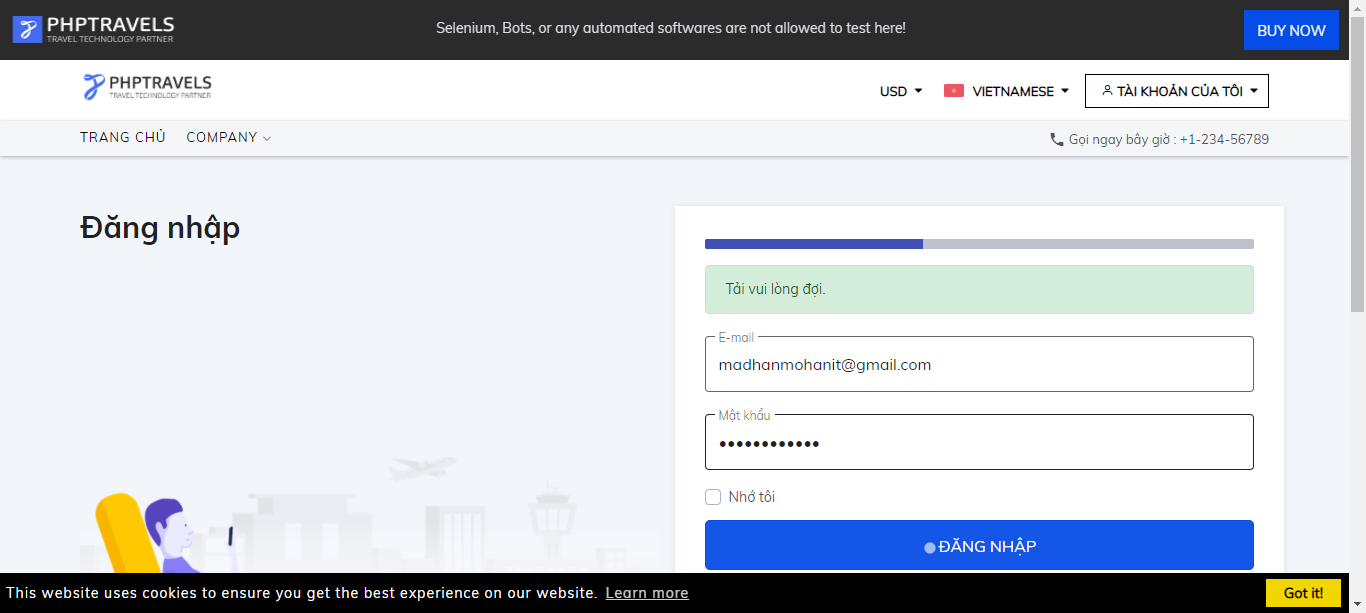 PHPTRAVELS
TRAVEL TECHNOLOGY PARTNER
Selenium, Bots, or any automated softwares are not allowed to test here!
BUY NOW
PHPTRAVELS
TRAVEL TECHNOLOGY PARTNER
USD
VIETNAMESE
TÀI KHOẢN CỦA TÔI
TRANG CHỦ
COMPANY
Gọi ngay bây giờ : +1-234-56789
Đăng nhập
Tải vui lòng đợi.
E-mail
madhanmohanit@gmail.com
Mật khẩu
••••••••••••
Nhớ tôi
ĐĂNG NHẬP
This website uses cookies to ensure you get the best experience on our website. Learn more
Got it!